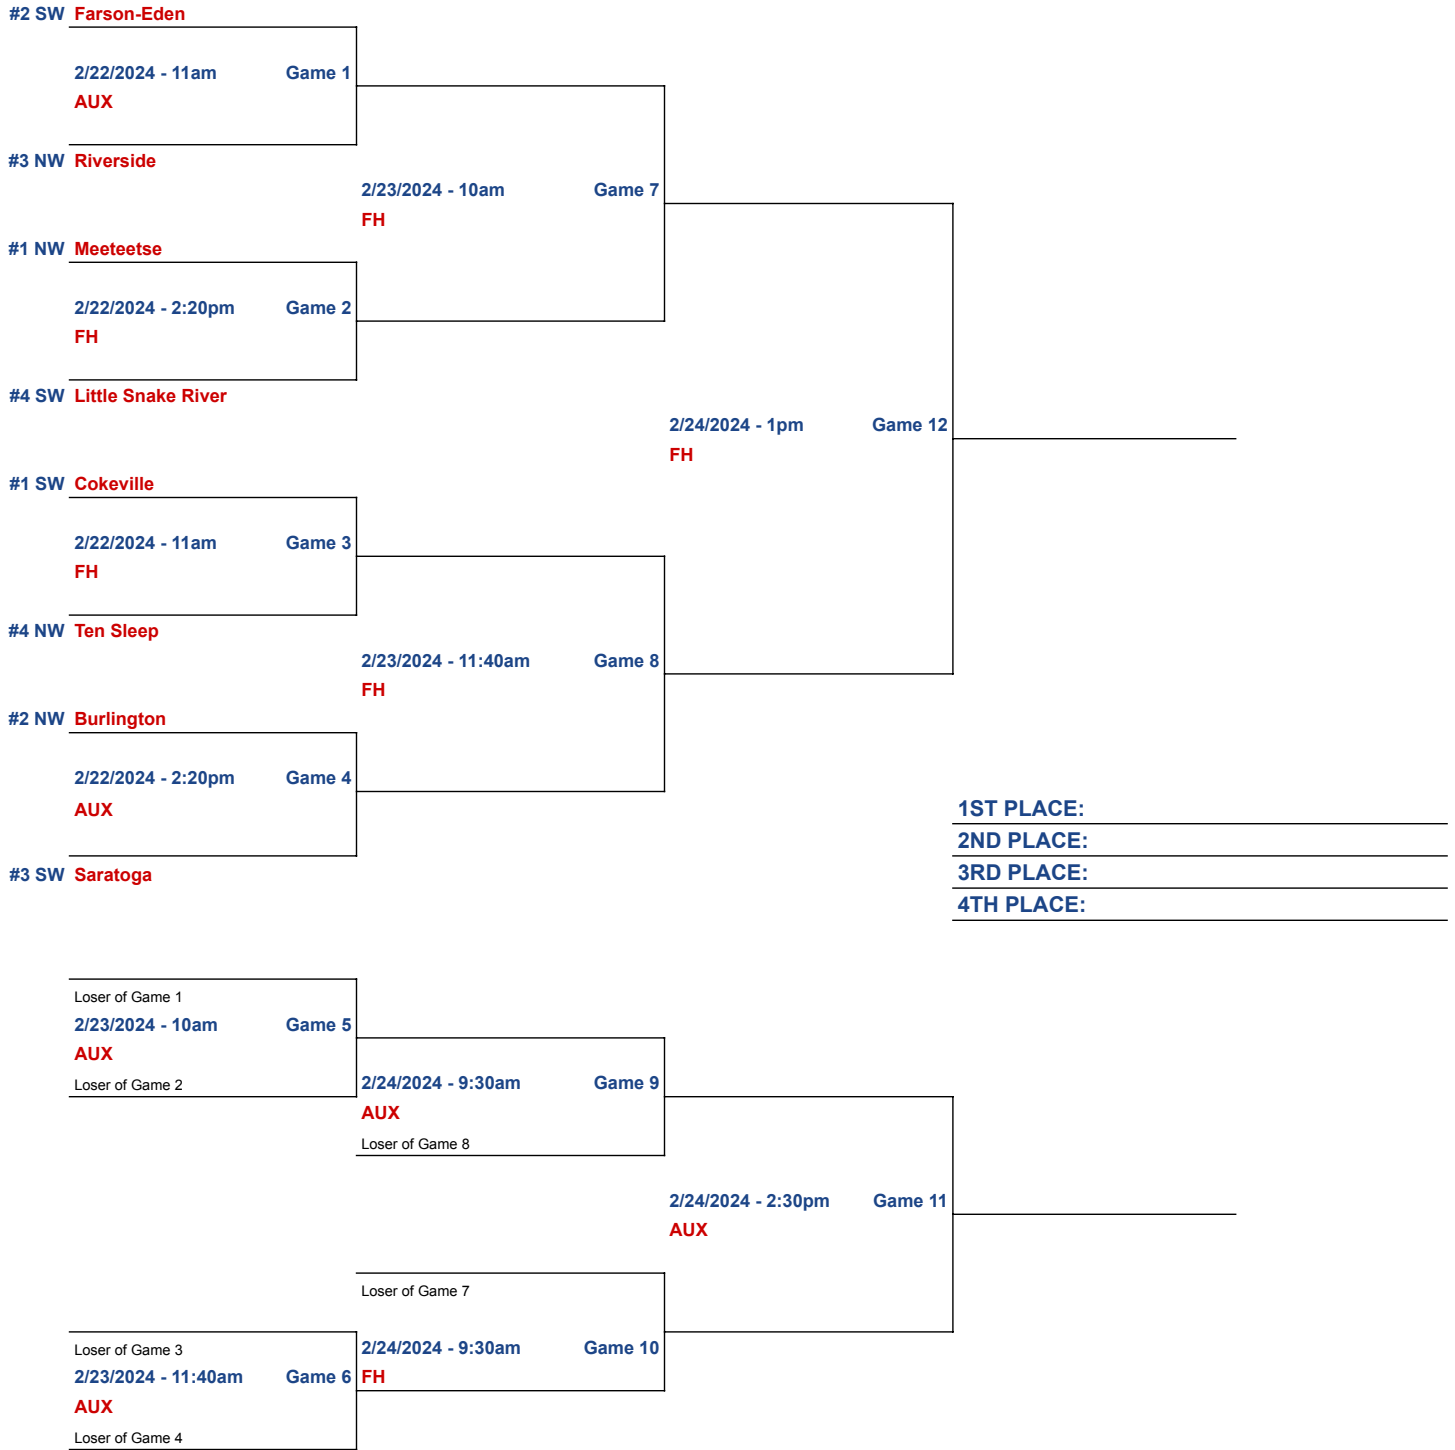 #2 SW Farson-Eden
2/22/2024 - 11am Game 1
AUX
#3 NW Riverside
2/23/2024 - 10am Game 7
FH
#1 NW Meeteetse
2/22/2024 - 2:20pm Game 2
FH
#4 SW Little Snake River
2/24/2024 - 1pm Game 12
FH
#1 SW Cokeville
2/22/2024 - 11am Game 3
FH
#4 NW Ten Sleep
2/23/2024 - 11:40am Game 8
FH
#2 NW Burlington
2/22/2024 - 2:20pm Game 4
AUX
#3 SW Saratoga
1ST PLACE:
2ND PLACE:
3RD PLACE:
4TH PLACE:
Loser of Game 1
2/23/2024 - 10am Game 5
AUX
Loser of Game 2
2/24/2024 - 9:30am Game 9
AUX
Loser of Game 8
2/24/2024 - 2:30pm Game 11
AUX
Loser of Game 7
2/24/2024 - 9:30am Game 10
FH
Loser of Game 3
2/23/2024 - 11:40am Game 6
AUX
Loser of Game 4